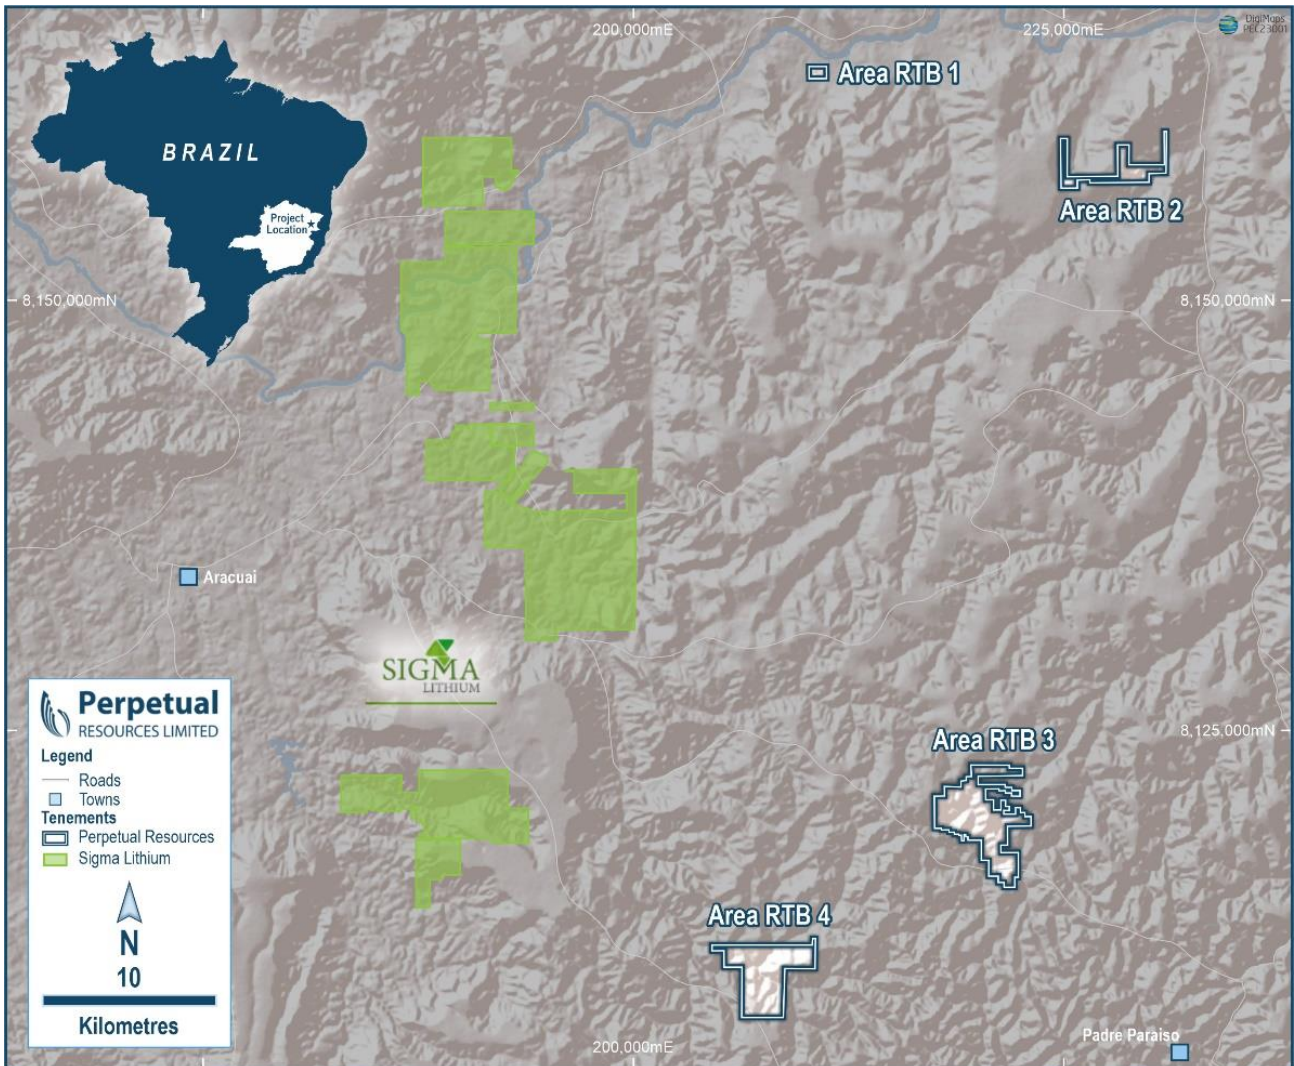 200,000mE
225,000mE
DigiMaps
PEC23001
Area RTB 1
BRAZIL
Project
Location
Area RTB 2
8,150,000mN
8,150,000mN
Aracuai
SIGMA
LITHIUM
Perpetual
RESOURCES LIMITED
Legend
Roads
Towns
Tenements
Perpetual Resources
Sigma Lithium
N
10
Kilometres
Area RTB 3
8,125,000mN
Area RTB 4
Padre Paraiso
200,000mE